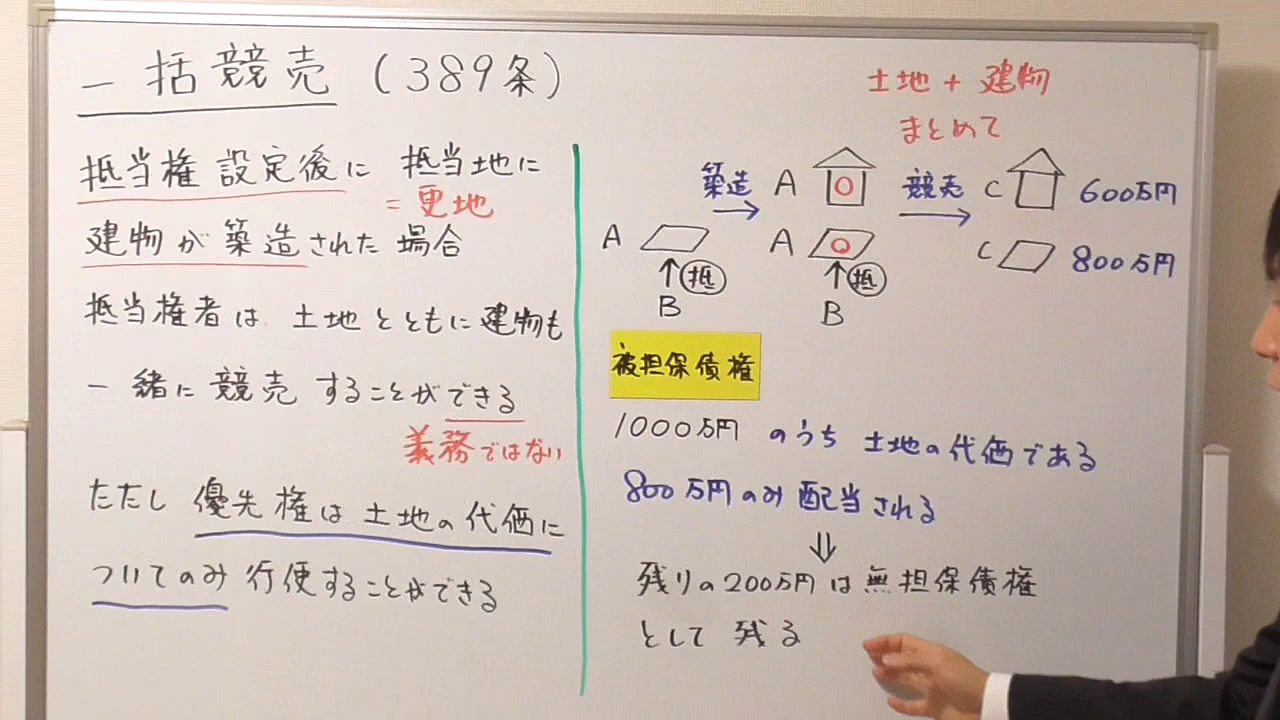 一括競売(389条)
抵当権設定後に 抵当地に
= 更地
建物が築造された場合
抵当権者は、土地とともに建物も
一緒に競売することができる
義務ではない
ただし優先権は土地の代価に
ついてのみ行使することができる
土地+建物
まとめて
築造 A 競売 C 600万円
A A C 800万円
抵 抵
B B
被担保債権
1000万円のうち土地の代価である
800万円のみ配当される
⇓
残りの200万円は無担保債権
として残る